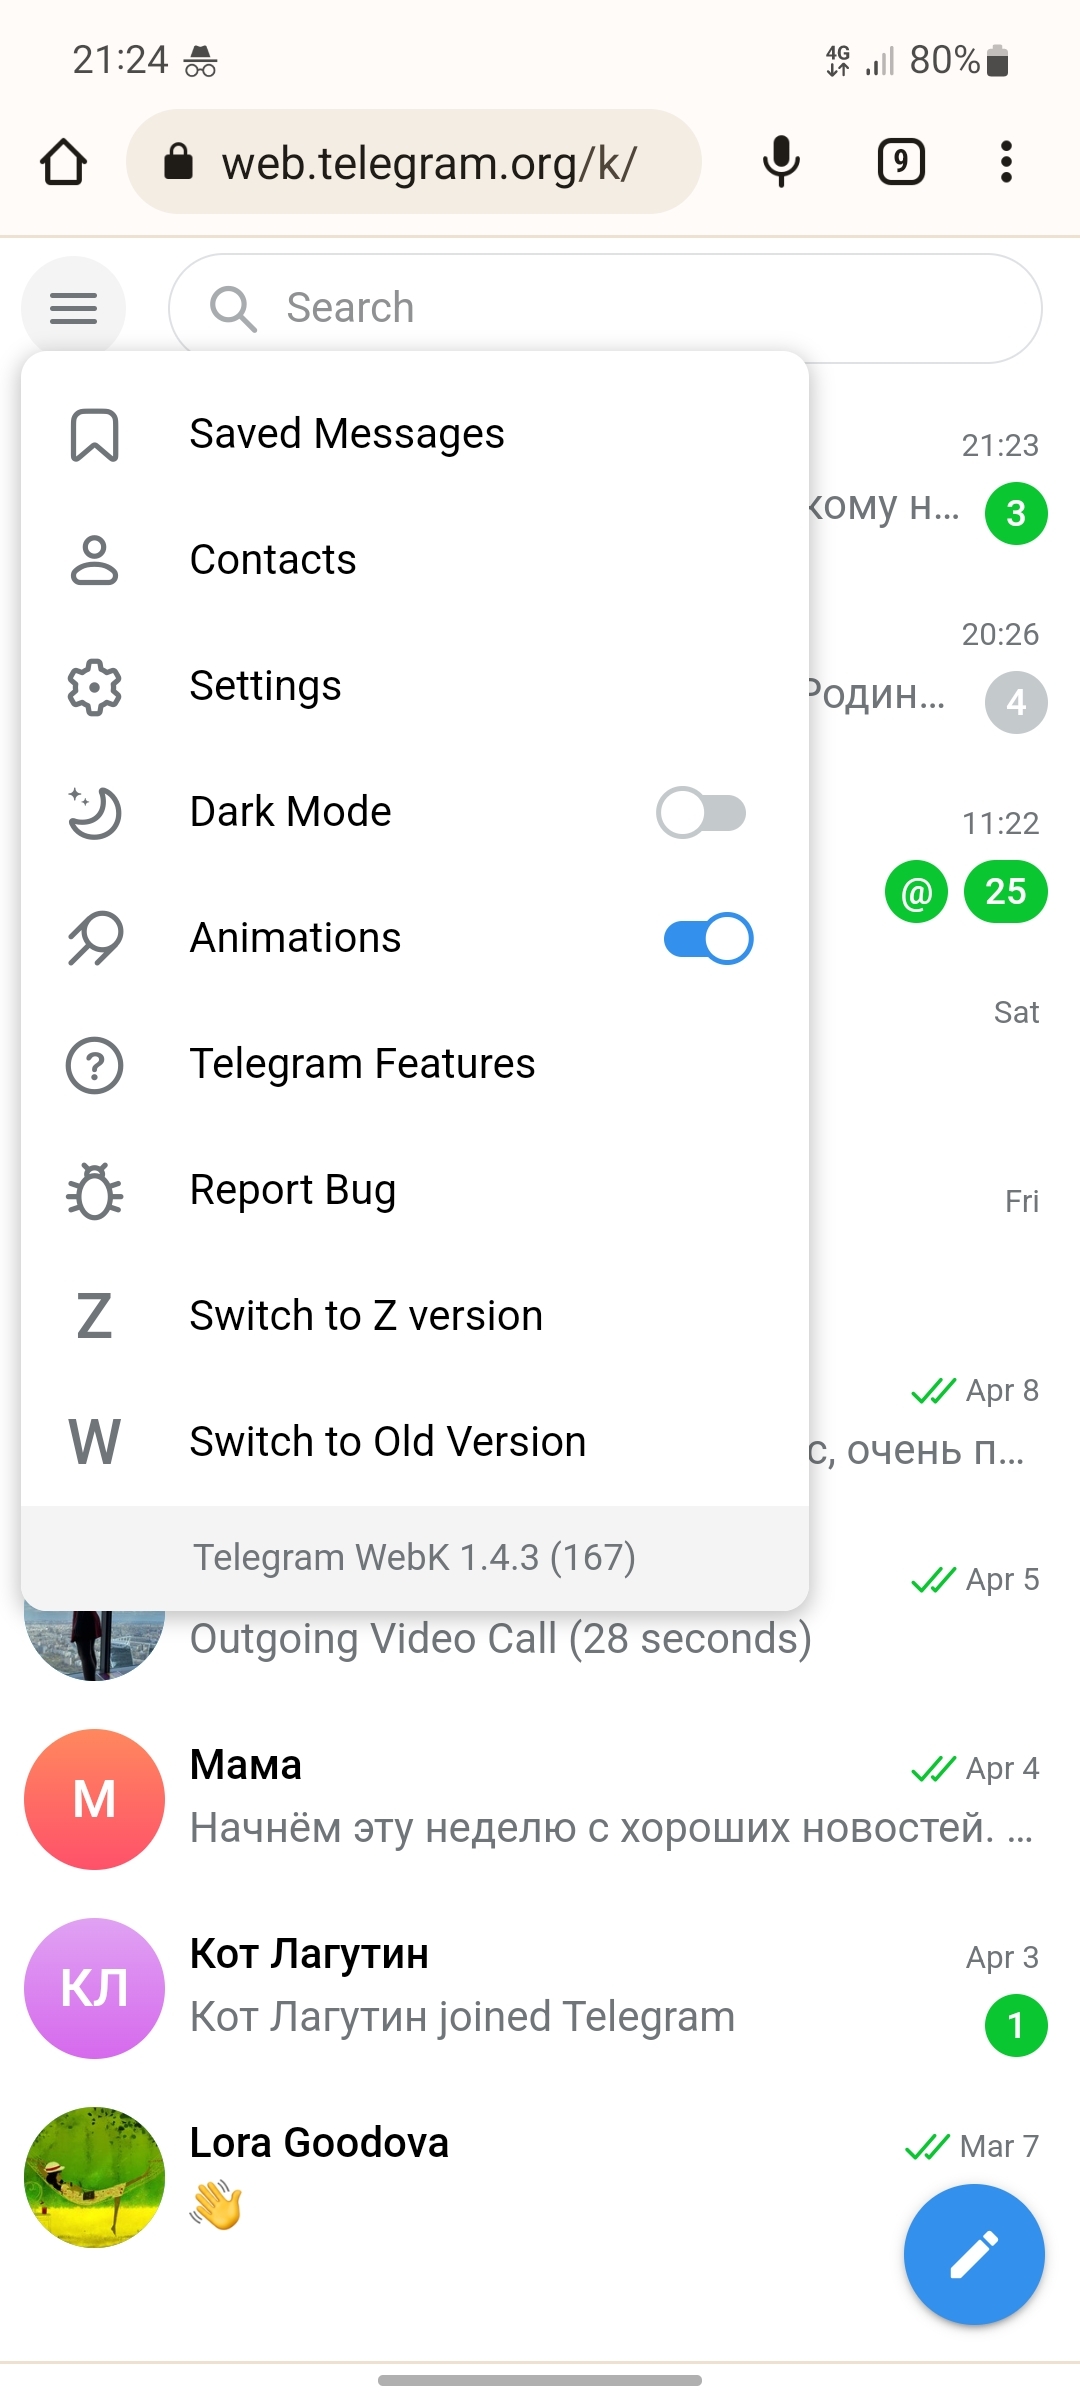 21:24
4G
80%
web.telegram.org/k/
9
Search
Saved Messages
21:23
кому н...
3
Contacts
20:26
Settings
Родин...
4
Dark Mode
11:22
@ 25
Animations
Sat
Telegram Features
Report Bug
Fri
Z Switch to Z version
Apr 8
W Switch to Old Version
с, очень п...
Telegram WebK 1.4.3 (167)
Apr 5
Outgoing Video Call (28 seconds)
М
Мама
Apr 4
Начнём эту неделю с хороших новостей. ...
КЛ
Кот Лагутин
Apr 3
Кот Лагутин joined Telegram
1
Lora Goodova
Mar 7
👋